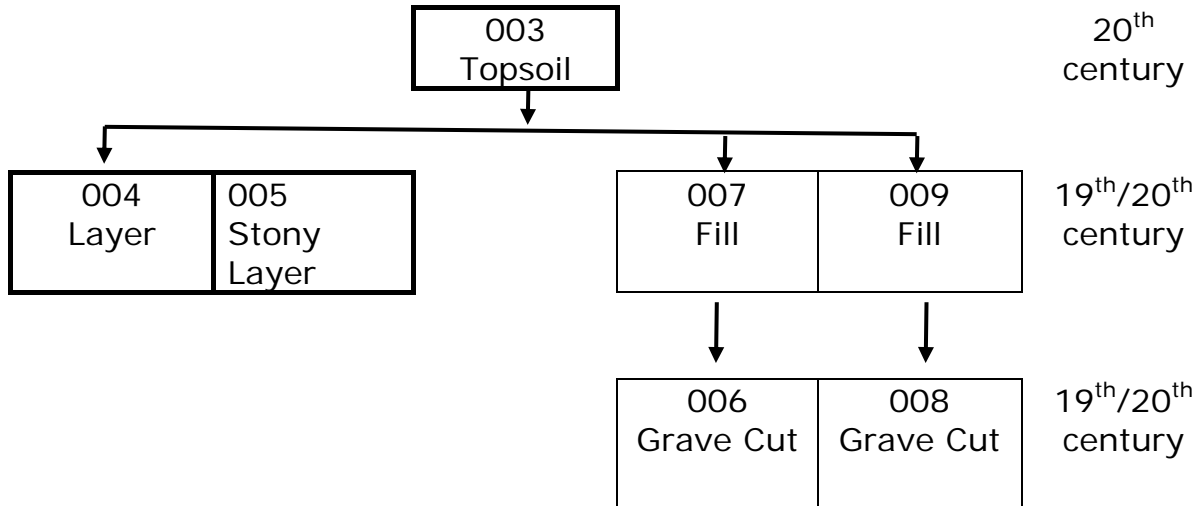 003
Topsoil
20th
century
004
Layer
005
Stony
Layer
007
Fill
009
Fill
19th/20th
century
006
Grave Cut
008
Grave Cut
19th/20th
century